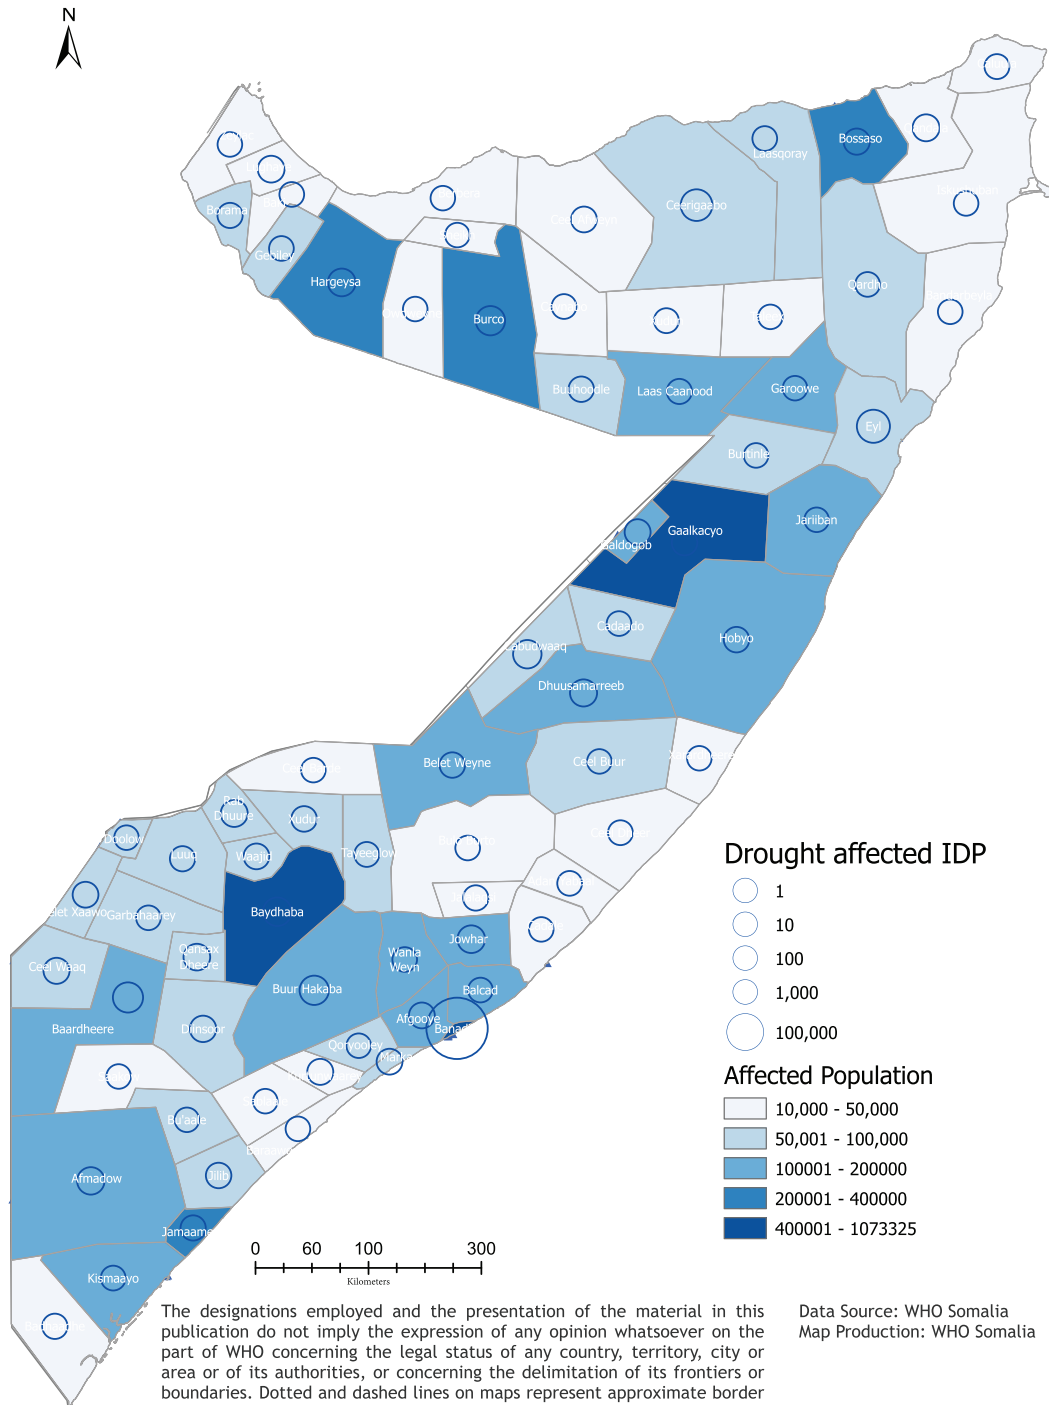 N
Bossaso
Laasqoray
Borama
Ceerigaabo
Gebiley
Hargeysa
Qardho
Burco
Buuhoodle
Laas Caanood
Garoowe
Eyl
Burtinle
Gaalkacyo
Jariiban
Galdogob
Cadaado
Hobyo
Cabudwaaq
Dhuusamarreeb
Belet Weyne
Ceel Buur
Rab
Dhuure
Xudur
Doolow
Luuq
Waajid
Tayeeglow
Belet Xaawo
Garbahaarey
Baydhaba
Jowhar
Qansax
Dheere
Wanla
Weyn
Ceel Waaq
Buur Hakaba
Balcad
Baardheere
Diinsoor
Afgooye
Banadir
Qoryooley
Marka
Bu'aale
Afmadow
Jilib
Jamaame
Kismaayo
Drought affected IDP
1
10
100
1,000
100,000
Affected Population
10,000 - 50,000
50,001 - 100,000
100001 - 200000
200001 - 400000
400001 - 1073325
0 60 100 300
Kilometers
The designations employed and the presentation of the material in this
publication do not imply the expression of any opinion whatsoever on the
part of WHO concerning the legal status of any country, territory, city or
area or of its authorities, or concerning the delimitation of its frontiers or
boundaries. Dotted and dashed lines on maps represent approximate border
Data Source: WHO Somalia
Map Production: WHO Somalia